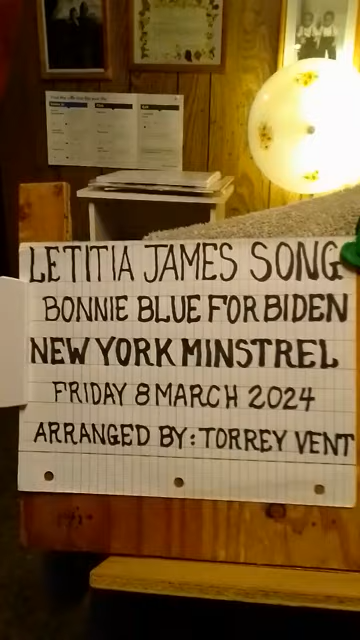 LETITIA JAMES SONG
BONNIE BLUE FOR BIDEN
NEW YORK MINSTREL
FRIDAY 8 MARCH 2024
ARRANGED BY: TORREY VENT